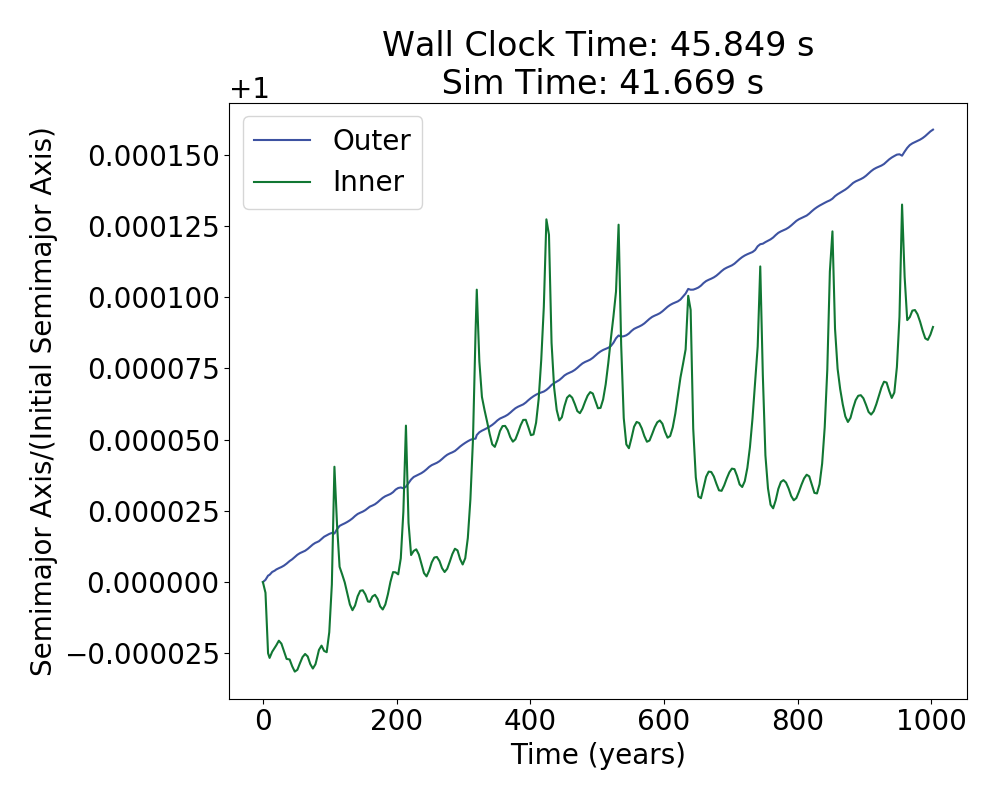 Wall Clock Time: 45.849 s
Sim Time: 41.669 s
+1
Outer
Inner
Semimajor Axis/(Initial Semimajor Axis)
0.000150
0.000125
0.000100
0.000075
0.000050
0.000025
0.000000
−0.000025
0 200 400 600 800 1000
Time (years)